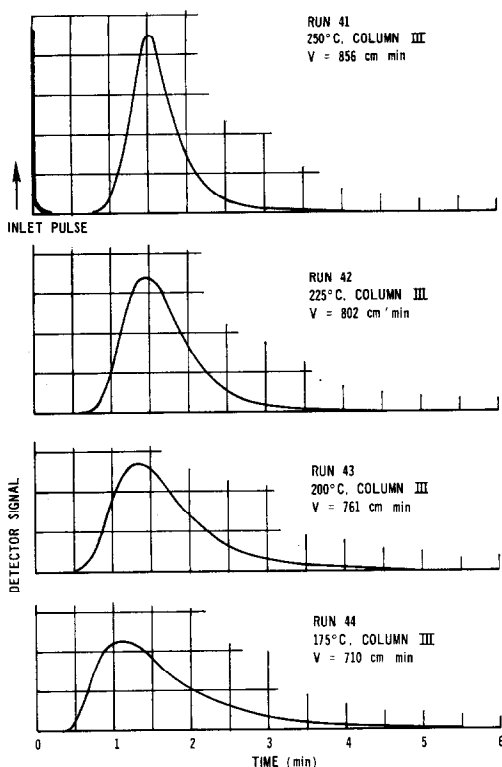 RUN 41
250°C, COLUMN III
V = 856 cm min
INLET PULSE
RUN 42
225°C, COLUMN III
V = 802 cm'min
RUN 43
200°C, COLUMN III
V = 761 cm min
DETECTOR SIGNAL
RUN 44
175°C, COLUMN III
V = 710 cm min
0 1 2 3 4 5 6
TIME (min)